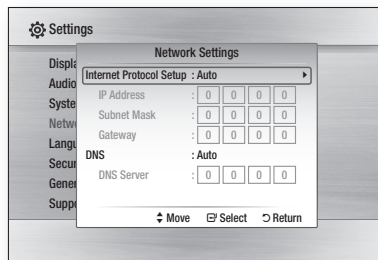 Settings
Network Settings
Displa
Internet Protocol Setup : Auto
Audio
IP Address : 0 0 0 0
Syste
Subnet Mask : 0 0 0 0
Netwo
Gateway : 0 0 0 0
Langu
DNS : Auto
Secur
DNS Server : 0 0 0 0
Gener
Suppo
Move Select Return